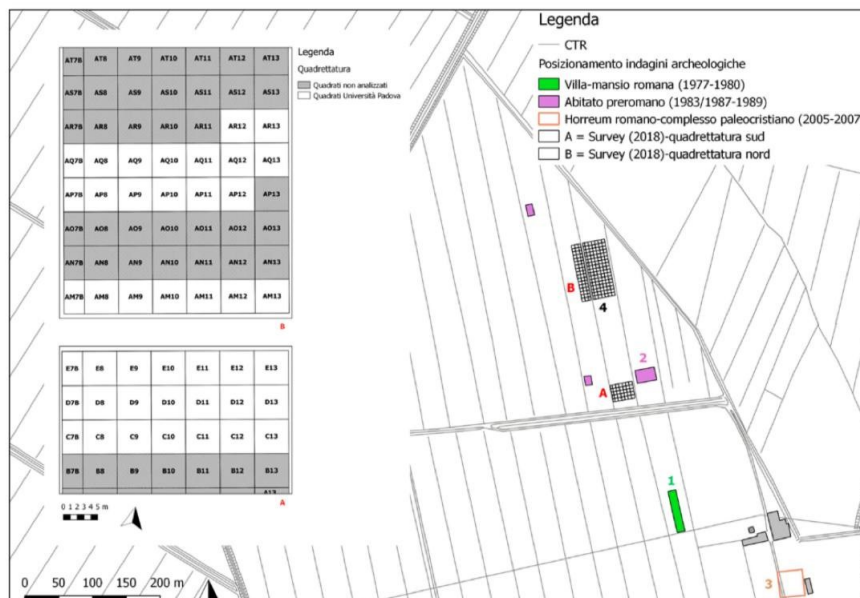 AT7B AT8 AT9 AT10 AT11 AT12 AT13
AS7B AS8 AS9 AS10 AS11 AS12 AS13
AR7B AR8 AR9 AR10 AR11 AR12 AR13
AQ7B AQ8 AQ9 AQ10 AQ11 AQ12 AQ13
AP7B AP8 AP9 AP10 AP11 AP12 AP13
AO7B AO8 AO9 AO10 AO11 AO12 AO13
AN7B AN8 AN9 AN10 AN11 AN12 AN13
AM7B AM8 AM9 AM10 AM11 AM12 AM13
B
Legenda
Quadrettatura
Quadrati non analizzati
Quadrati Università Padova
E7B E8 E9 E10 E11 E12 E13
D7B D8 D9 D10 D11 D12 D13
C7B C8 C9 C10 C11 C12 C13
B7B B8 B9 B10 B11 B12 B13
A13
A
0 1 2 3 4 5 m
0 50 100 150 200 m
Legenda
CTR
Posizionamento indagini archeologiche
Villa-mansio romana (1977-1980)
Abitato preromano (1983/1987-1989)
Horreum romano-complesso paleocristiano (2005-2007)
A = Survey (2018)-quadrettatura sud
B = Survey (2018)-quadrettatura nord
B
4
2
A
1
3